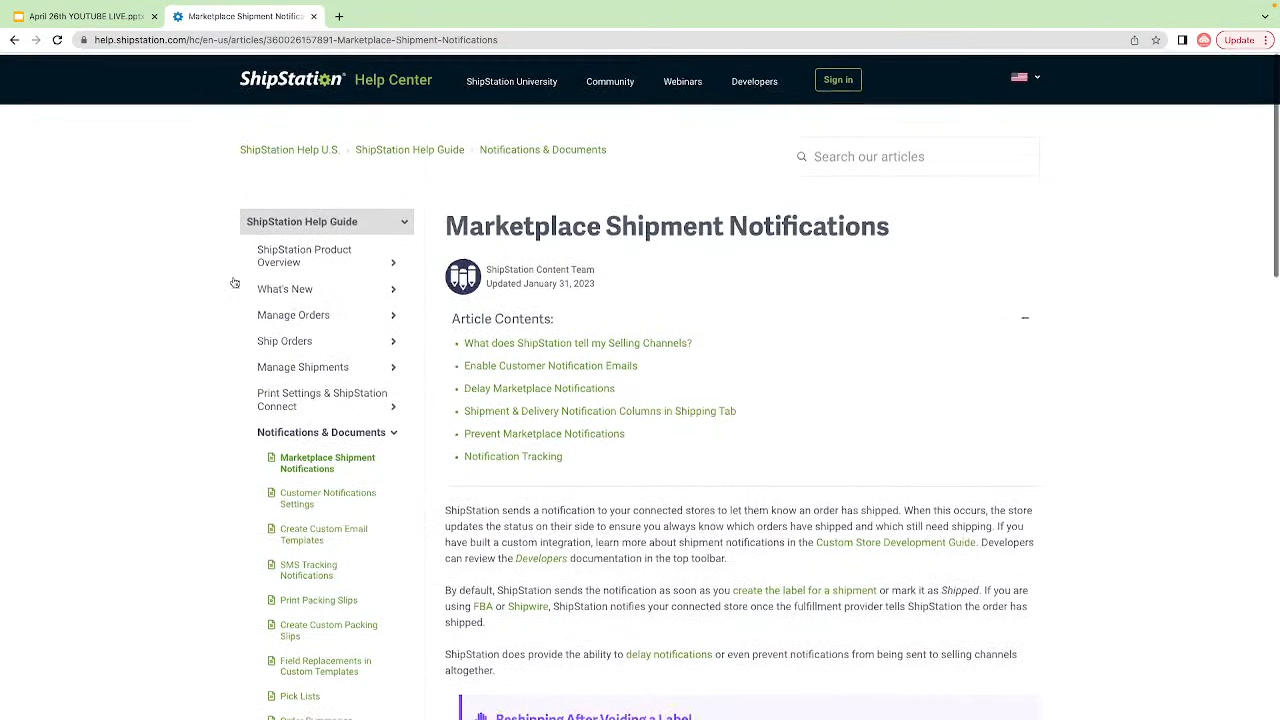 April 26th YOUTUBE LIVE.pptx
Marketplace Shipment Notifica
help.shipstation.com/hc/en-us/articles/360026157891-Marketplace-Shipment-Notifications
Update
ShipStation Help Center
ShipStation University
Community
Webinars
Developers
Sign in
ShipStation Help U.S.
ShipStation Help Guide
Notifications & Documents
Search our articles
ShipStation Help Guide
ShipStation Product
Overview
What's New
Manage Orders
Ship Orders
Manage Shipments
Print Settings & ShipStation
Connect
Notifications & Documents
Marketplace Shipment
Notifications
Customer Notifications
Settings
Create Custom Email
Templates
SMS Tracking
Notifications
Print Packing Slips
Create Custom Packing
Slips
Field Replacements in
Custom Templates
Pick Lists
Marketplace Shipment Notifications
ShipStation Content Team
Updated January 31, 2023
Article Contents:
What does ShipStation tell my Selling Channels?
Enable Customer Notification Emails
Delay Marketplace Notifications
Shipment & Delivery Notification Columns in Shipping Tab
Prevent Marketplace Notifications
Notification Tracking
ShipStation sends a notification to your connected stores to let them know an order has shipped. When this occurs, the store
updates the status on their side to ensure you always know which orders have shipped and which still need shipping. If you
have built a custom integration, learn more about shipment notifications in the Custom Store Development Guide. Developers
can review the Developers documentation in the top toolbar.
By default, ShipStation sends the notification as soon as you create the label for a shipment or mark it as Shipped. If you are
using FBA or Shipwire, ShipStation notifies your connected store once the fulfillment provider tells ShipStation the order has
shipped.
ShipStation does provide the ability to delay notifications or even prevent notifications from being sent to selling channels
altogether.
Reshipping After Voiding a Label